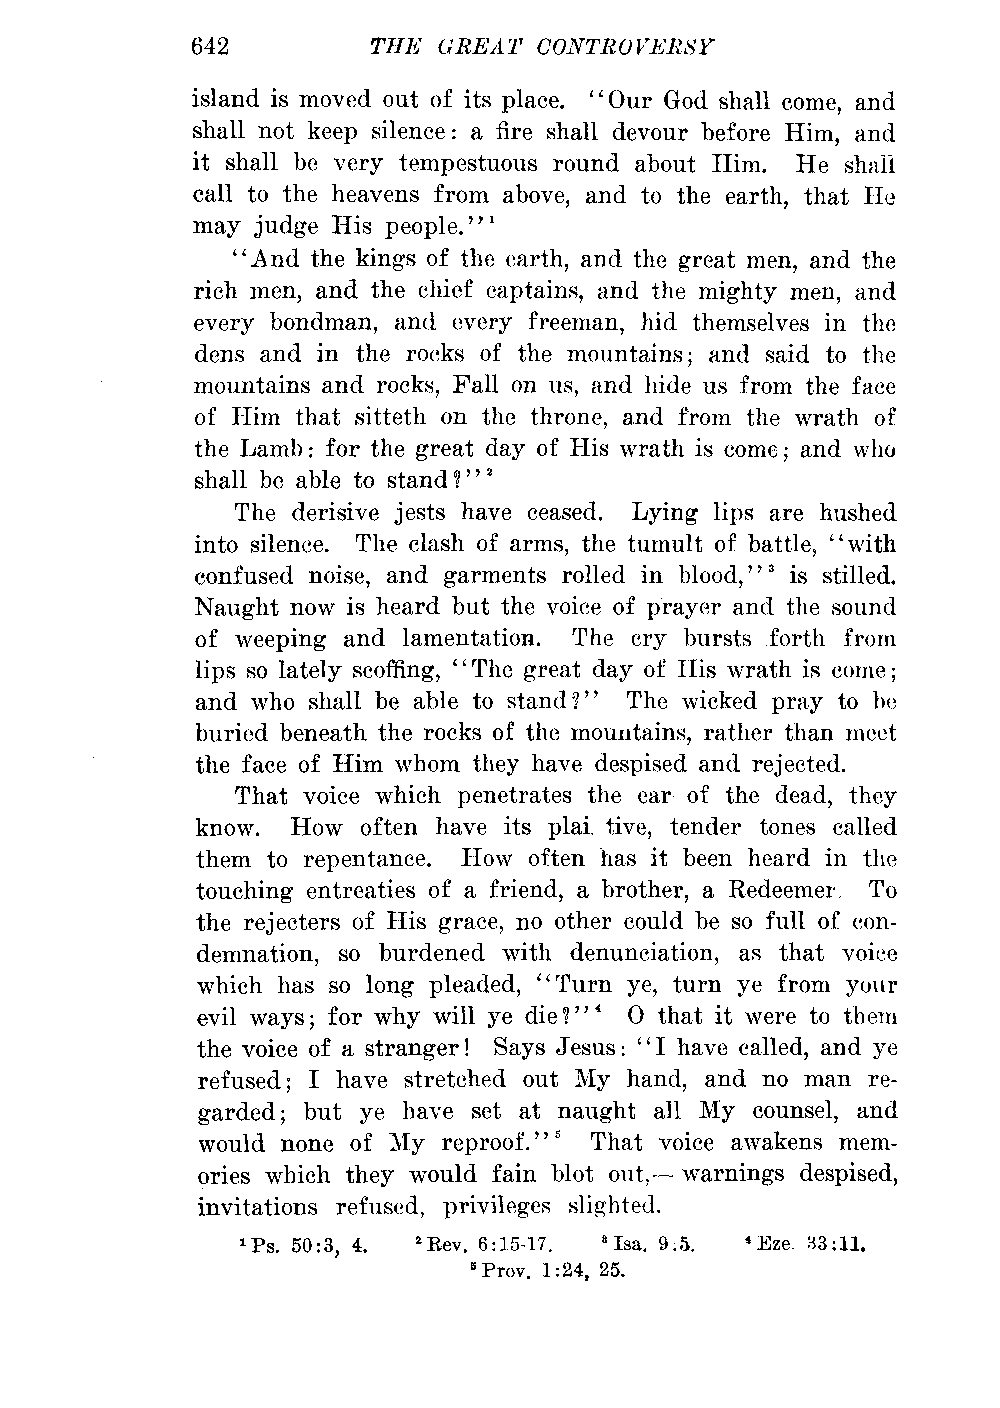 642 THE GREAT CONTROVERSY
island is moved out of its place. "Our God shall come, and
shall not keep silence: a fire shall devour before Him, and
it shall be very tempestuous round about Him. He shall
call to the heavens from above, and to the earth, that He
may judge His people."¹
"And the kings of the earth, and the great men, and the
rich men, and the chief captains, and the mighty men, and
every bondman, and every freeman, hid themselves in the
dens and in the rocks of the mountains; and said to the
mountains and rocks, Fall on us, and hide us from the face
of Him that sitteth on the throne, and from the wrath of
the Lamb: for the great day of His wrath is come; and who
shall be able to stand?"²
The derisive jests have ceased. Lying lips are hushed
into silence. The clash of arms, the tumult of battle, "with
confused noise, and garments rolled in blood,"³ is stilled.
Naught now is heard but the voice of prayer and the sound
of weeping and lamentation. The cry bursts forth from
lips so lately scoffing, "The great day of His wrath is come;
and who shall be able to stand?" The wicked pray to be
buried beneath the rocks of the mountains, rather than meet
the face of Him whom they have despised and rejected.
That voice which penetrates the ear of the dead, they
know. How often have its plai tive, tender tones called
them to repentance. How often has it been heard in the
touching entreaties of a friend, a brother, a Redeemer. To
the rejecters of His grace, no other could be so full of con-
demnation, so burdened with denunciation, as that voice
which has so long pleaded, "Turn ye, turn ye from your
evil ways; for why will ye die?"⁴ O that it were to them
the voice of a stranger! Says Jesus: "I have called, and ye
refused; I have stretched out My hand, and no man re-
garded; but ye have set at naught all My counsel, and
would none of My reproof."⁵ That voice awakens mem-
ories which they would fain blot out,— warnings despised,
invitations refused, privileges slighted.
¹Ps. 50:3, 4. ²Rev. 6:15-17. ³Isa. 9:5. ⁴Eze. 33:11.
⁵Prov. 1:24, 25.